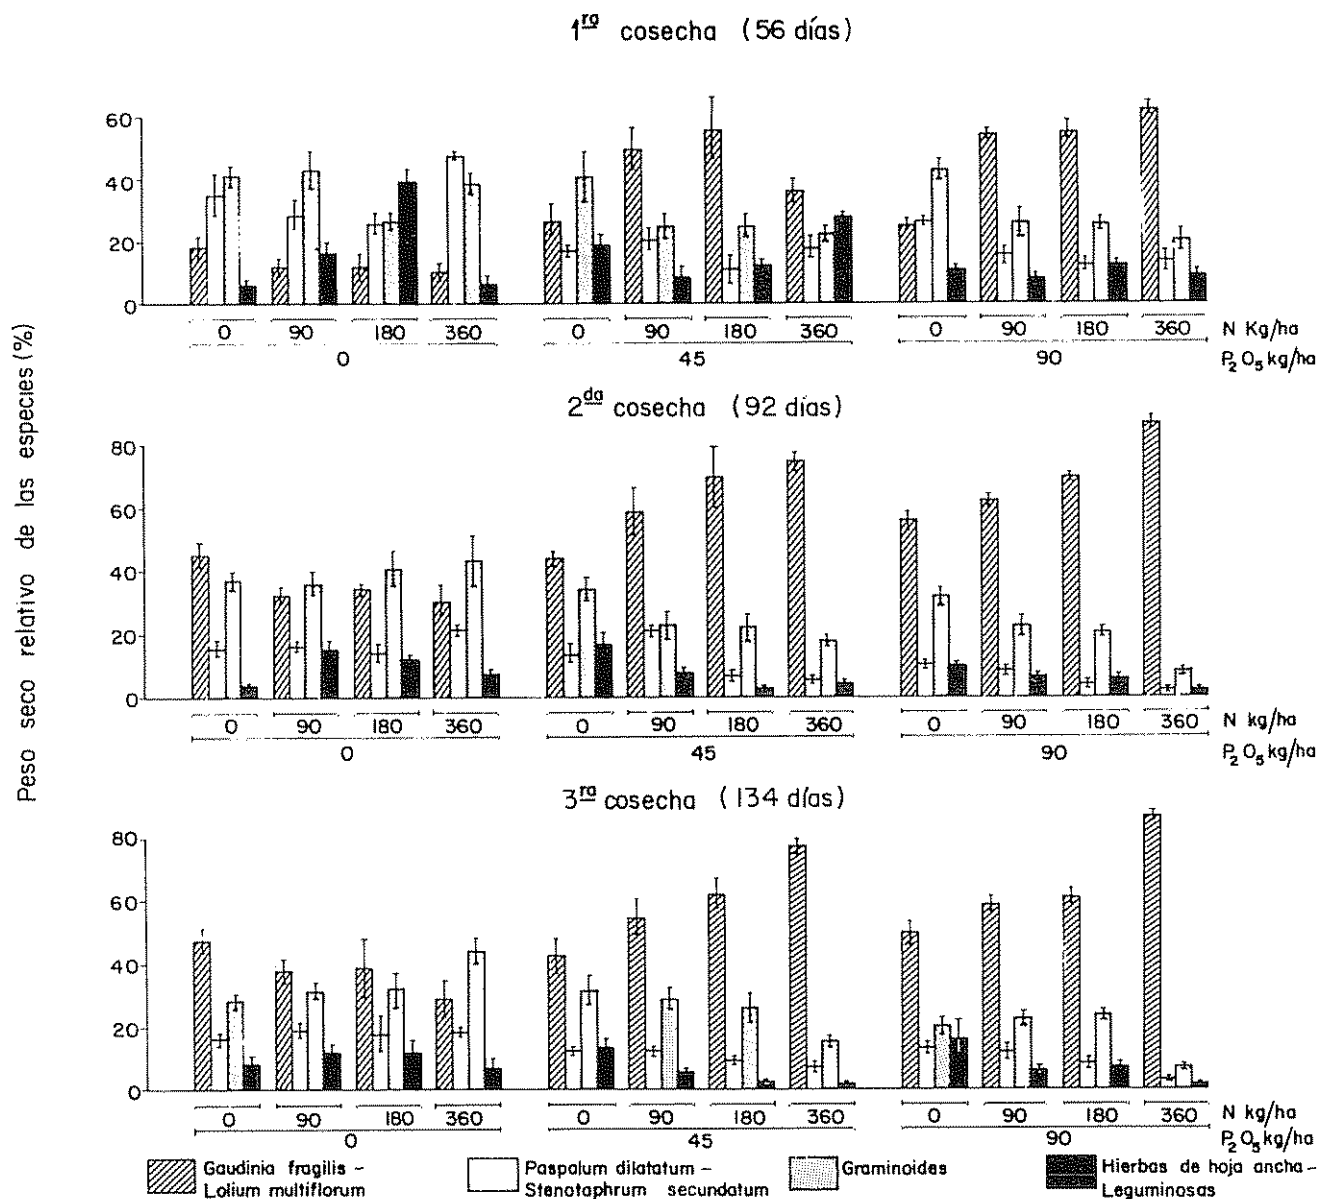 1ra cosecha (56 días)
Peso seco relativo de las especies (%)
60
40
20
0
0 90 180 360 0 90 180 360 0 90 180 360 N Kg/ha
0 45 90 P2O5 kg/ha
2da cosecha (92 días)
80
60
40
20
0
0 90 180 360 0 90 180 360 0 90 180 360 N kg/ha
0 45 90 P2O5 kg/ha
3ra cosecha (134 días)
80
60
40
20
0
0 90 180 360 0 90 180 360 0 90 180 360 N kg/ha
0 45 90 P2O5 kg/ha
Gaudinia fragilis –
Lolium multiflorum
Paspalum dilatatum –
Stenotaphrum secundatum
Graminoides
Hierbas de hoja ancha–
Leguminosas